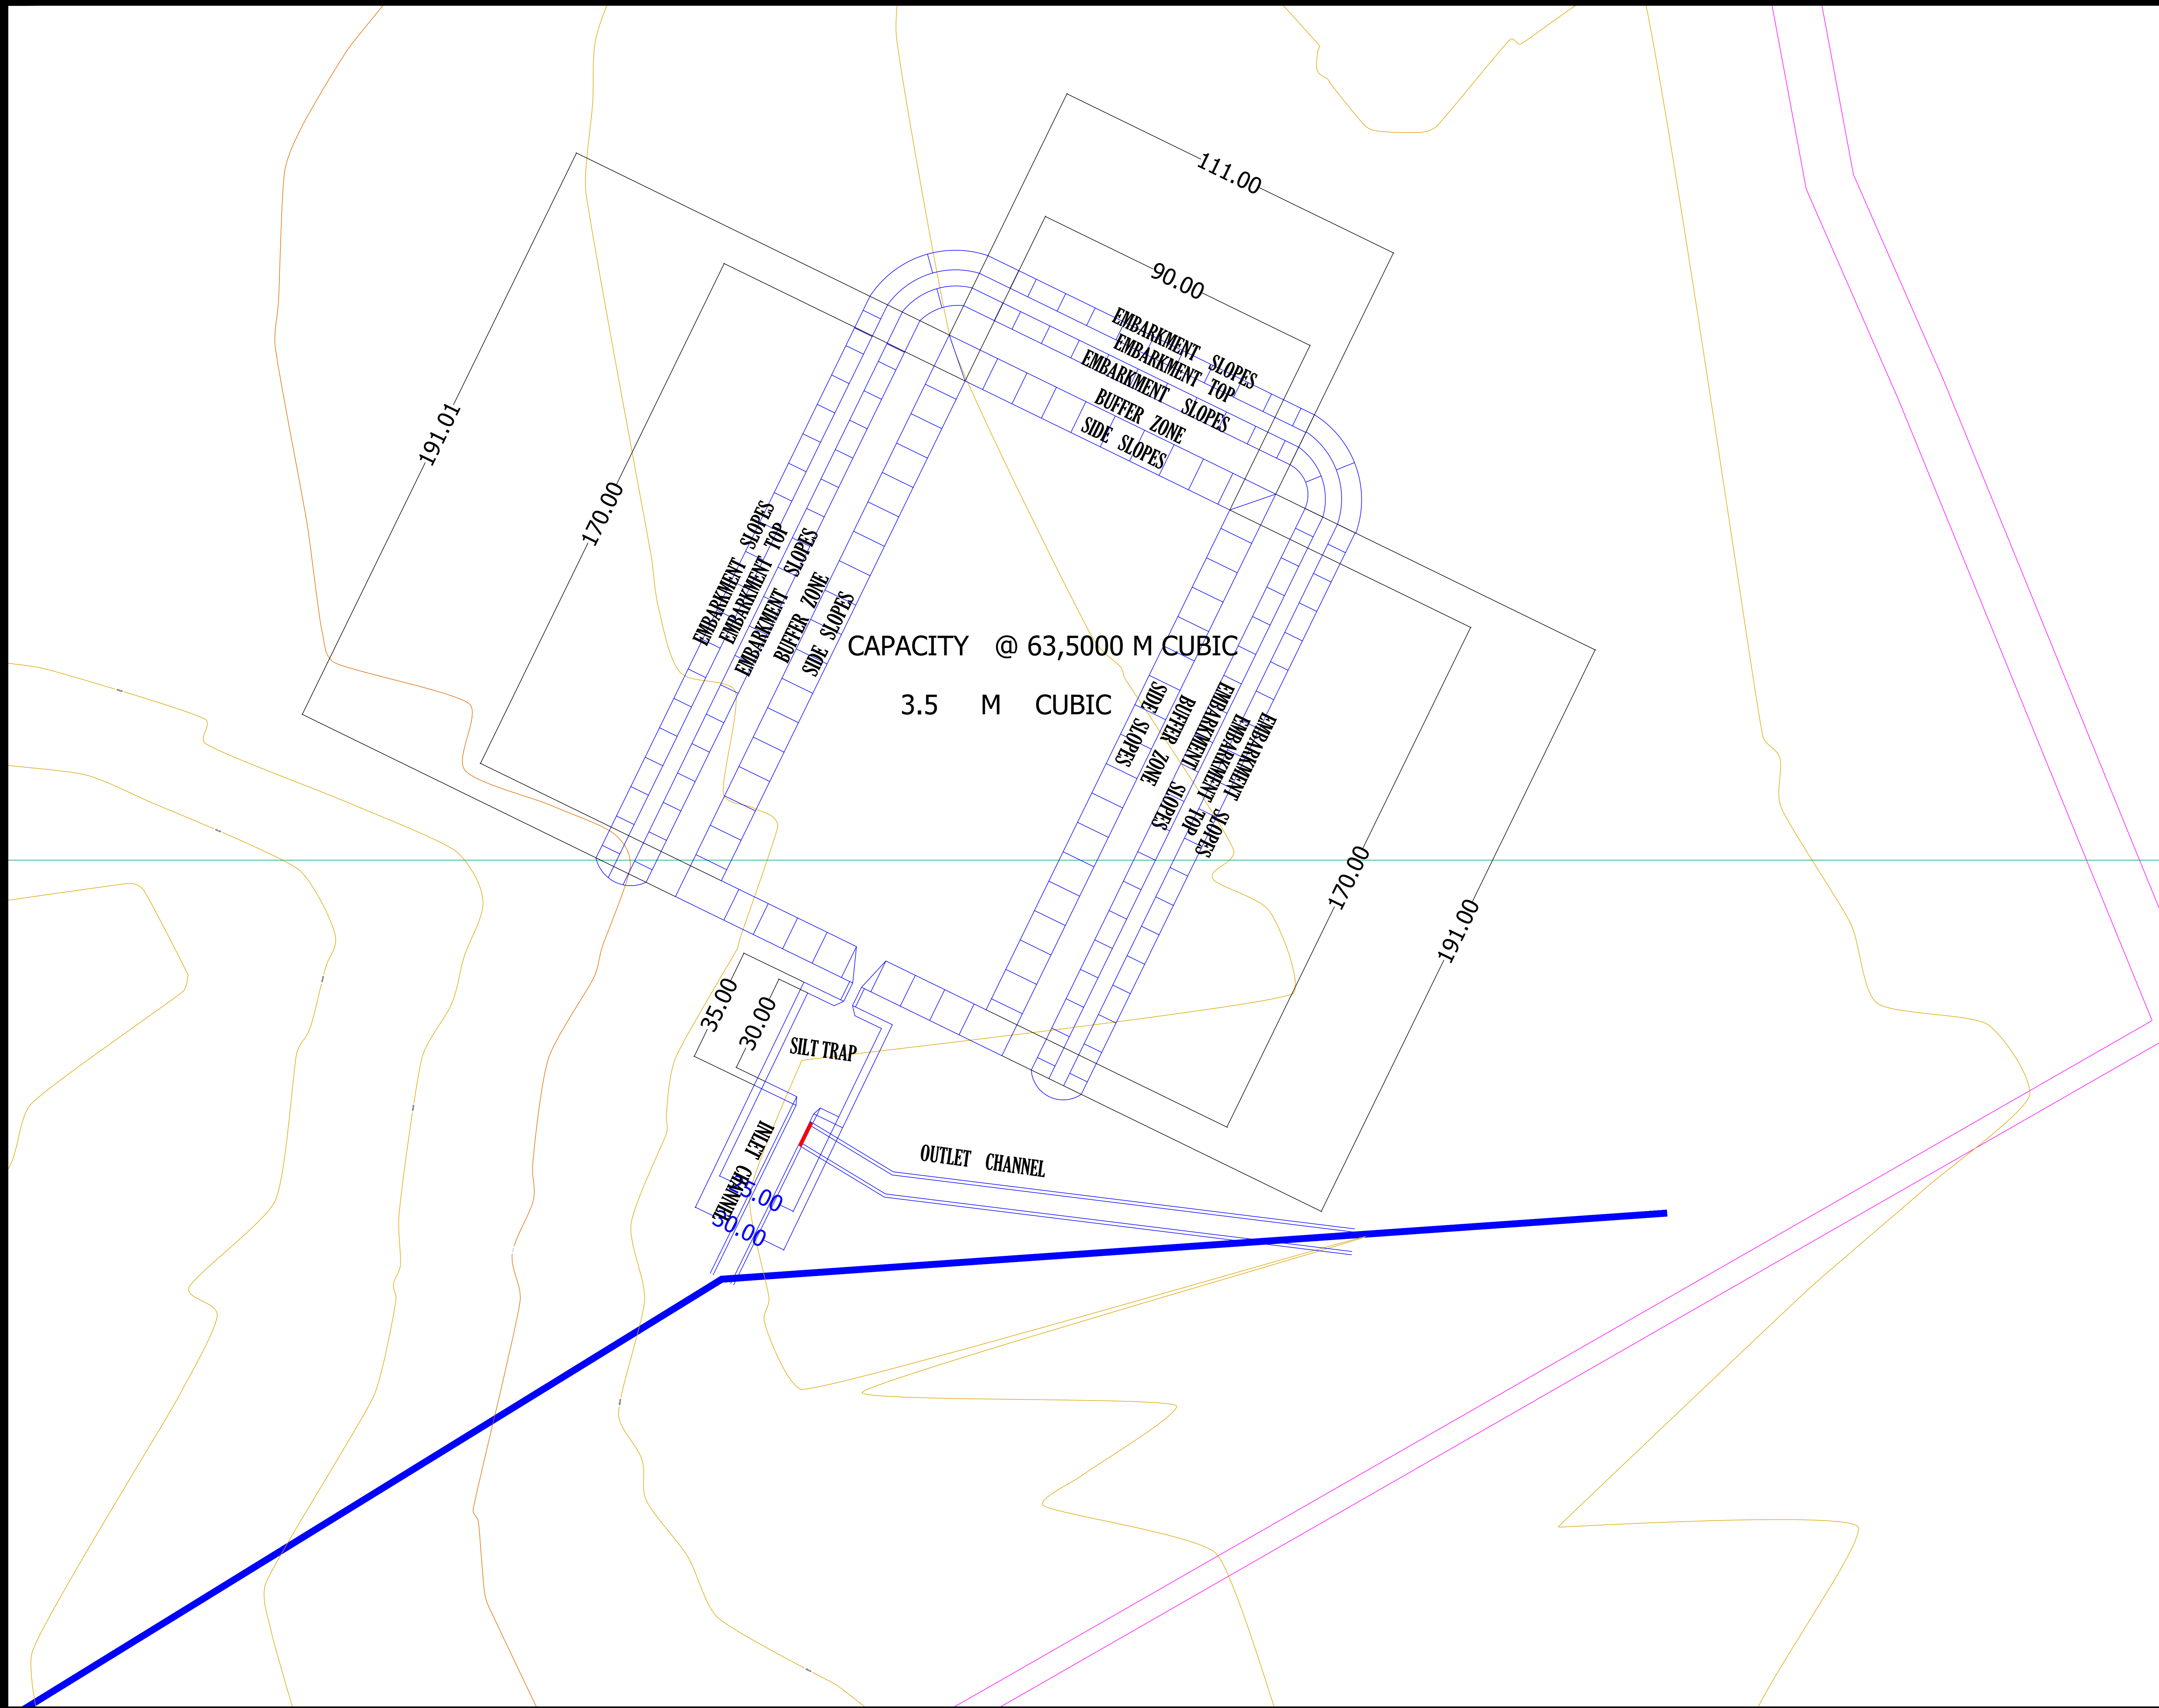 111.00
90.00
EMBARKMENT SLOPES
EMBARKMENT TOP
EMBARKMENT SLOPES
BUFFER ZONE
SIDE SLOPES
191.01
170.00
EMBARKMENT SLOPES
EMBARKMENT TOP
EMBARKMENT SLOPES
BUFFER ZONE
SIDE SLOPES
CAPACITY @ 63,5000 M CUBIC
3.5 M CUBIC
SIDE SLOPES
BUFFER ZONE
EMBARKMENT SLOPES
EMBARKMENT TOP
EMBARKMENT SLOPES
170.00
191.00
35.00
30.00
SILT TRAP
INLET CHANNEL
OUTLET CHANNEL